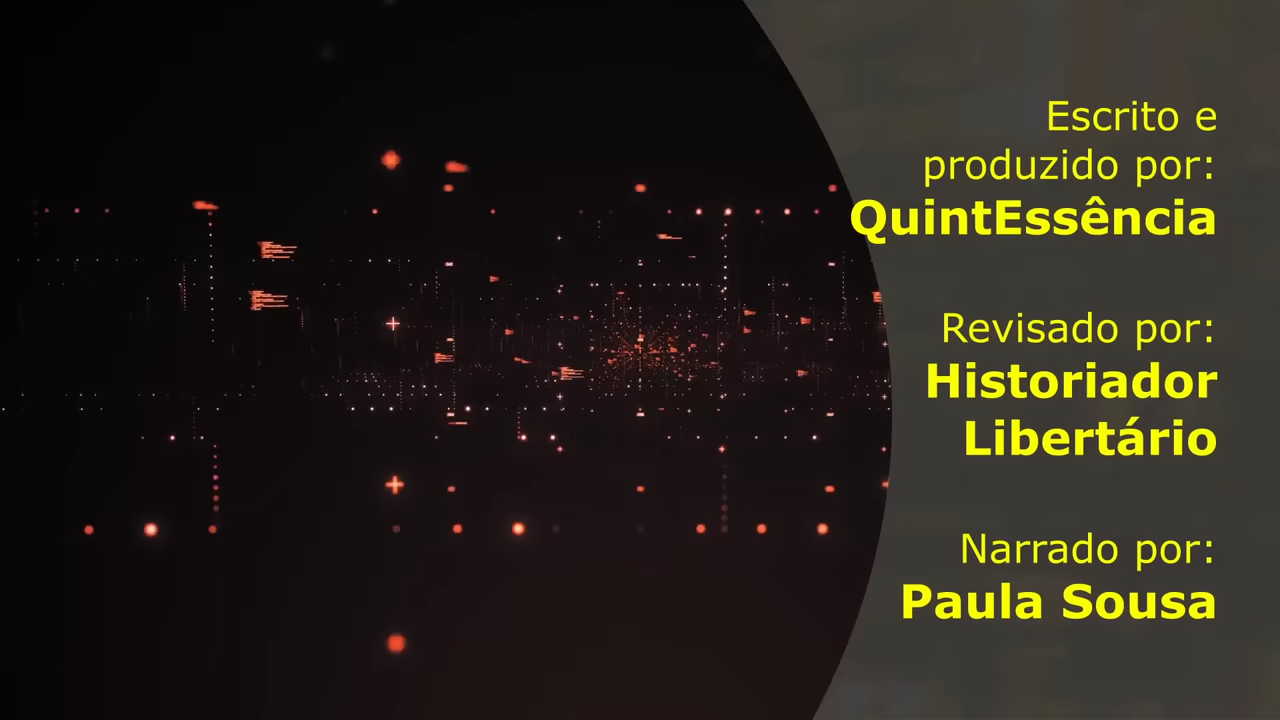 Escrito e
produzido por:
QuintEssência
Revisado por:
Historiador
Libertário
Narrado por:
Paula Sousa